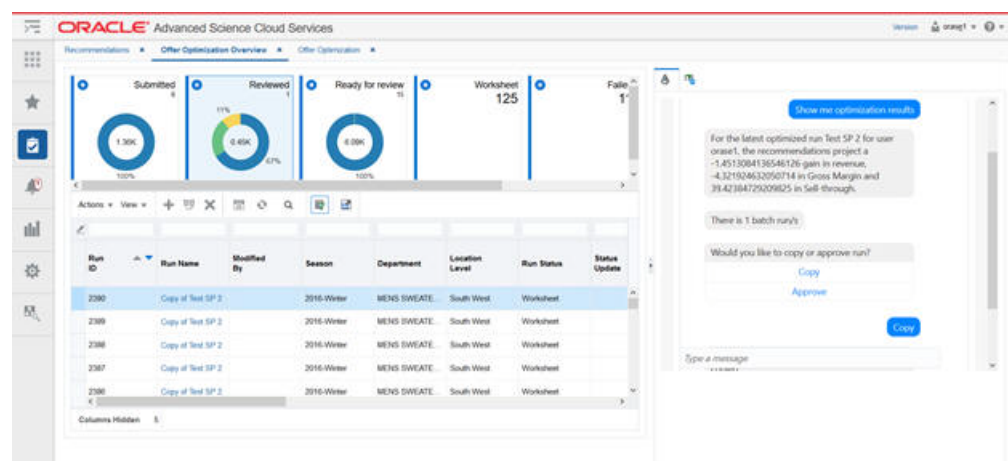 ORACLE Advanced Science Cloud Services
Version orase1
Recommendations Offer Optimization Overview Offer Optimization
Submitted
6
1.36K
100%
Reviewed
1
11%
0.45K
67%
Ready for review
15
100%
Worksheet
125
Faile
Actions View
Run ID Run Name Modified By Season Department Location Level Run Status Status Update
2390 Copy of Test SP 2 2016-Winter MENS SWEATE... South West Worksheet
2389 Copy of Test SP 2 2016-Winter MENS SWEATE... South West Worksheet
2388 Copy of Test SP 2 2016-Winter MENS SWEATE... South West Worksheet
2387 Copy of Test SP 2 2016-Winter MENS SWEATE... South West Worksheet
2386 Copy of Test SP 2 2016-Winter MENS SWEATE... South West Worksheet
Columns Hidden 5
Show me optimization results
For the latest optimized run Test SP 2 for user
orase1, the recommendations project a
-1.4513084136546126 gain in revenue,
-4.321924632050714 in Gross Margin and
39.42384729209825 in Sell-through.
There is 1 batch run/s
Would you like to copy or approve run?
Copy
Approve
Copy
Type a message